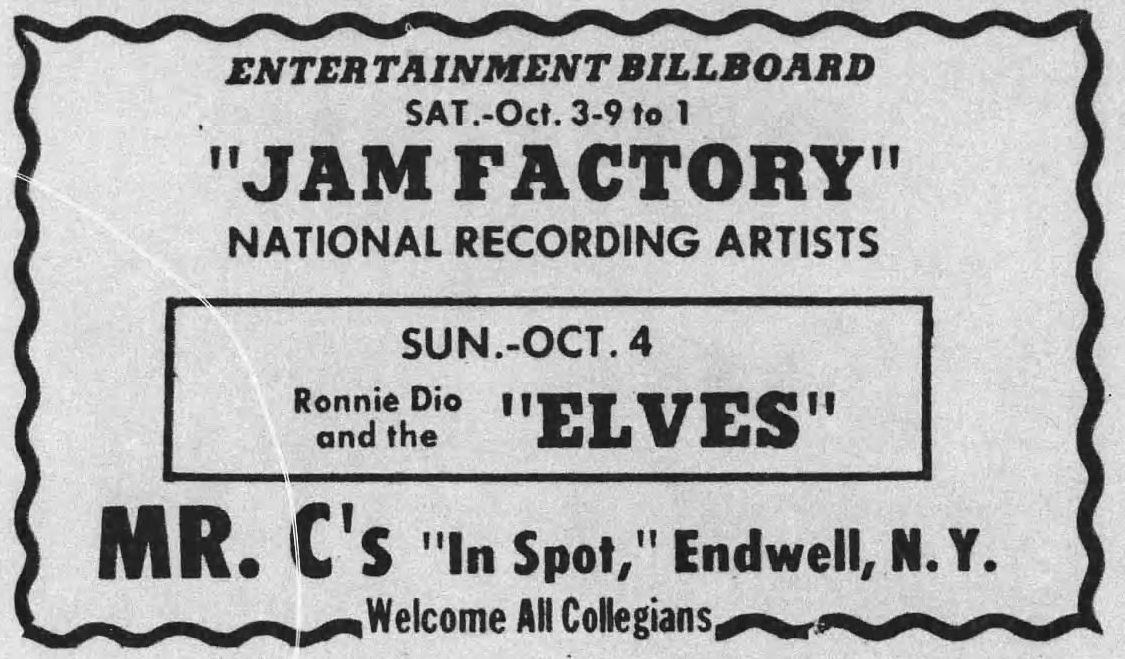 ENTERTAINMENT BILLBOARD
SAT.-Oct. 3-9 to 1
"JAM FACTORY"
NATIONAL RECORDING ARTISTS
SUN.-OCT. 4
Ronnie Dio
and the "ELVES"
MR. C's "In Spot," Endwell, N. Y.
Welcome All Collegians